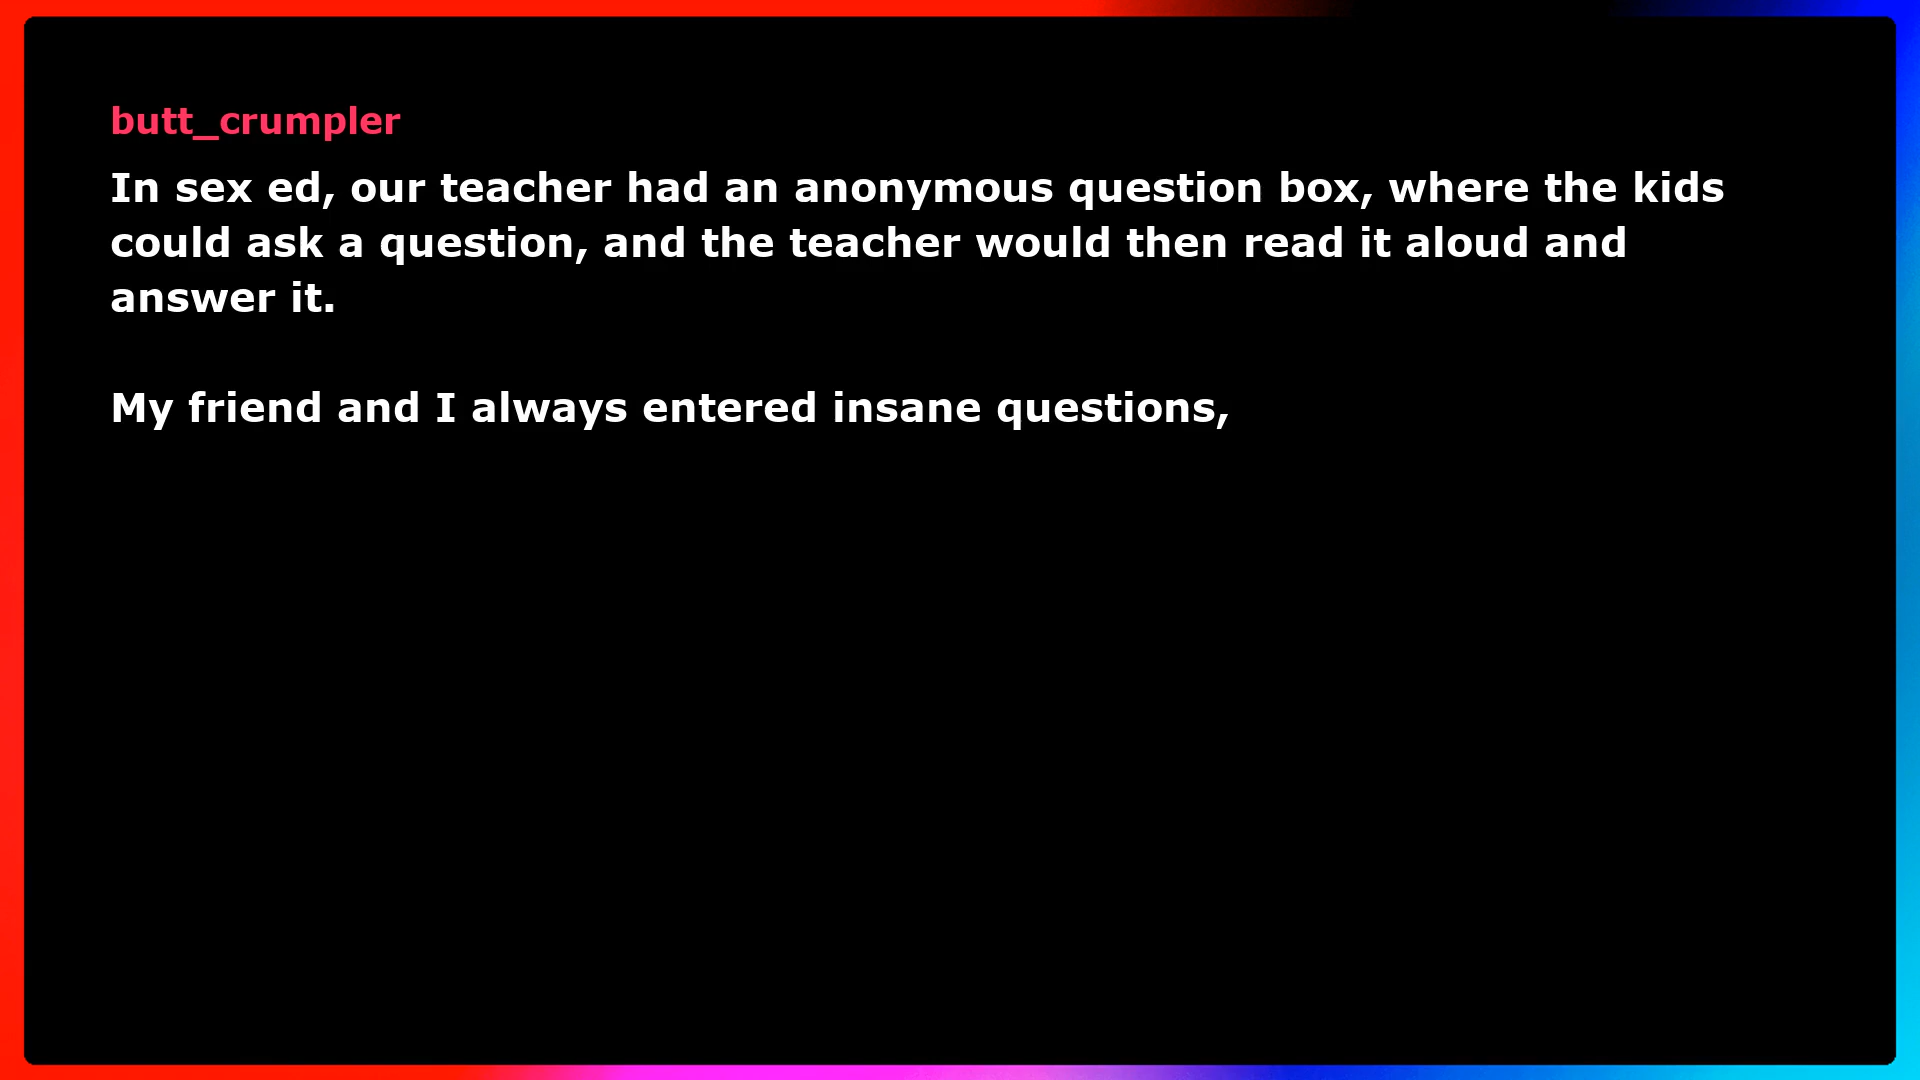 butt_crumpler
In sex ed, our teacher had an anonymous question box, where the kids
could ask a question, and the teacher would then read it aloud and
answer it.
My friend and I always entered insane questions,